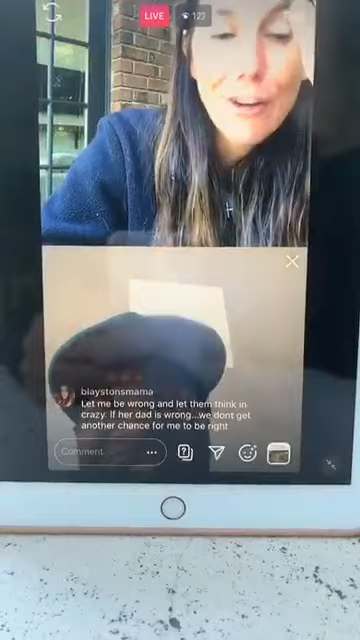 LIVE 127
blaystonsmama
Let me be wrong and let them think in
crazy. If her dad is wrong...we dont get
another chance for me to be right
Comment